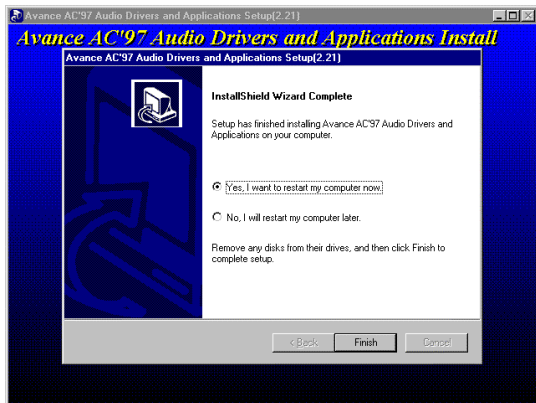 Avance AC'97 Audio Drivers and Applications Setup(2.21)
Avance AC'97 Audio Drivers and Applications Install
Avance AC'97 Audio Drivers and Applications Setup(2.21)
InstallShield Wizard Complete
Setup has finished installing Avance AC'97 Audio Drivers and
Applications on your computer.
Yes, I want to restart my computer now.
No, I will restart my computer later.
Remove any disks from their drives, and then click Finish to
complete setup.
< Back
Finish
Cancel